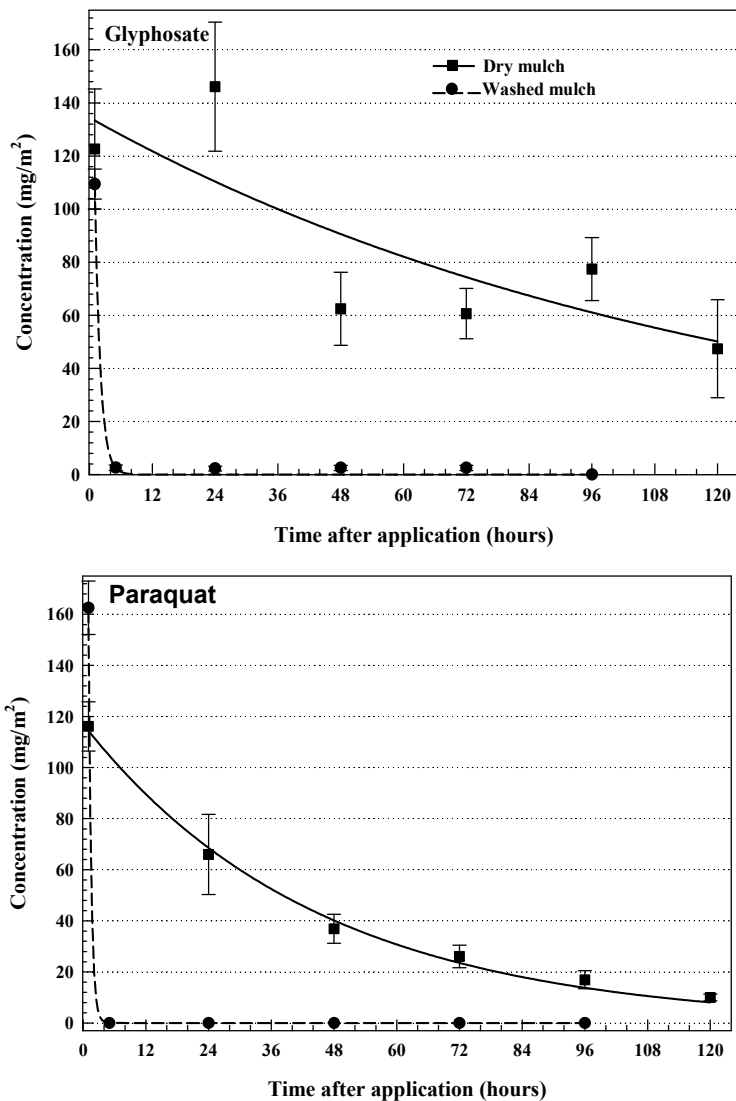 Glyphosate
Dry mulch
Washed mulch
160
140
120
100
80
60
40
20
0
Concentration (mg/m²)
0 12 24 36 48 60 72 84 96 108 120
Time after application (hours)
Paraquat
160
140
120
100
80
60
40
20
0
Concentration (mg/m²)
0 12 24 36 48 60 72 84 96 108 120
Time after application (hours)